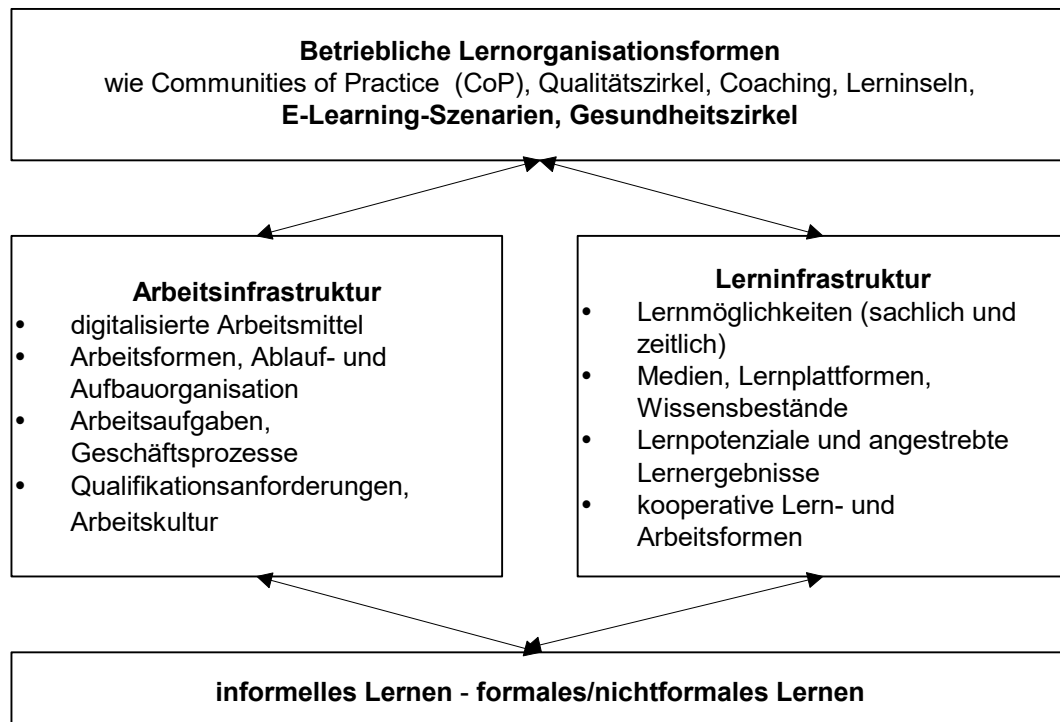 Betriebliche Lernorganisationsformen
wie Communities of Practice  (CoP), Qualitätszirkel, Coaching, Lerninseln,
E-Learning-Szenarien, Gesundheitszirkel
Arbeitsinfrastruktur
• digitalisierte Arbeitsmittel
• Arbeitsformen, Ablauf- und
Aufbauorganisation
• Arbeitsaufgaben,
Geschäftsprozesse
• Qualifikationsanforderungen,
Arbeitskultur
Lerninfrastruktur
• Lernmöglichkeiten (sachlich und
zeitlich)
• Medien, Lernplattformen,
Wissensbestände
• Lernpotenziale und angestrebte
Lernergebnisse
• kooperative Lern- und
Arbeitsformen
informelles Lernen - formales/nichtformales Lernen